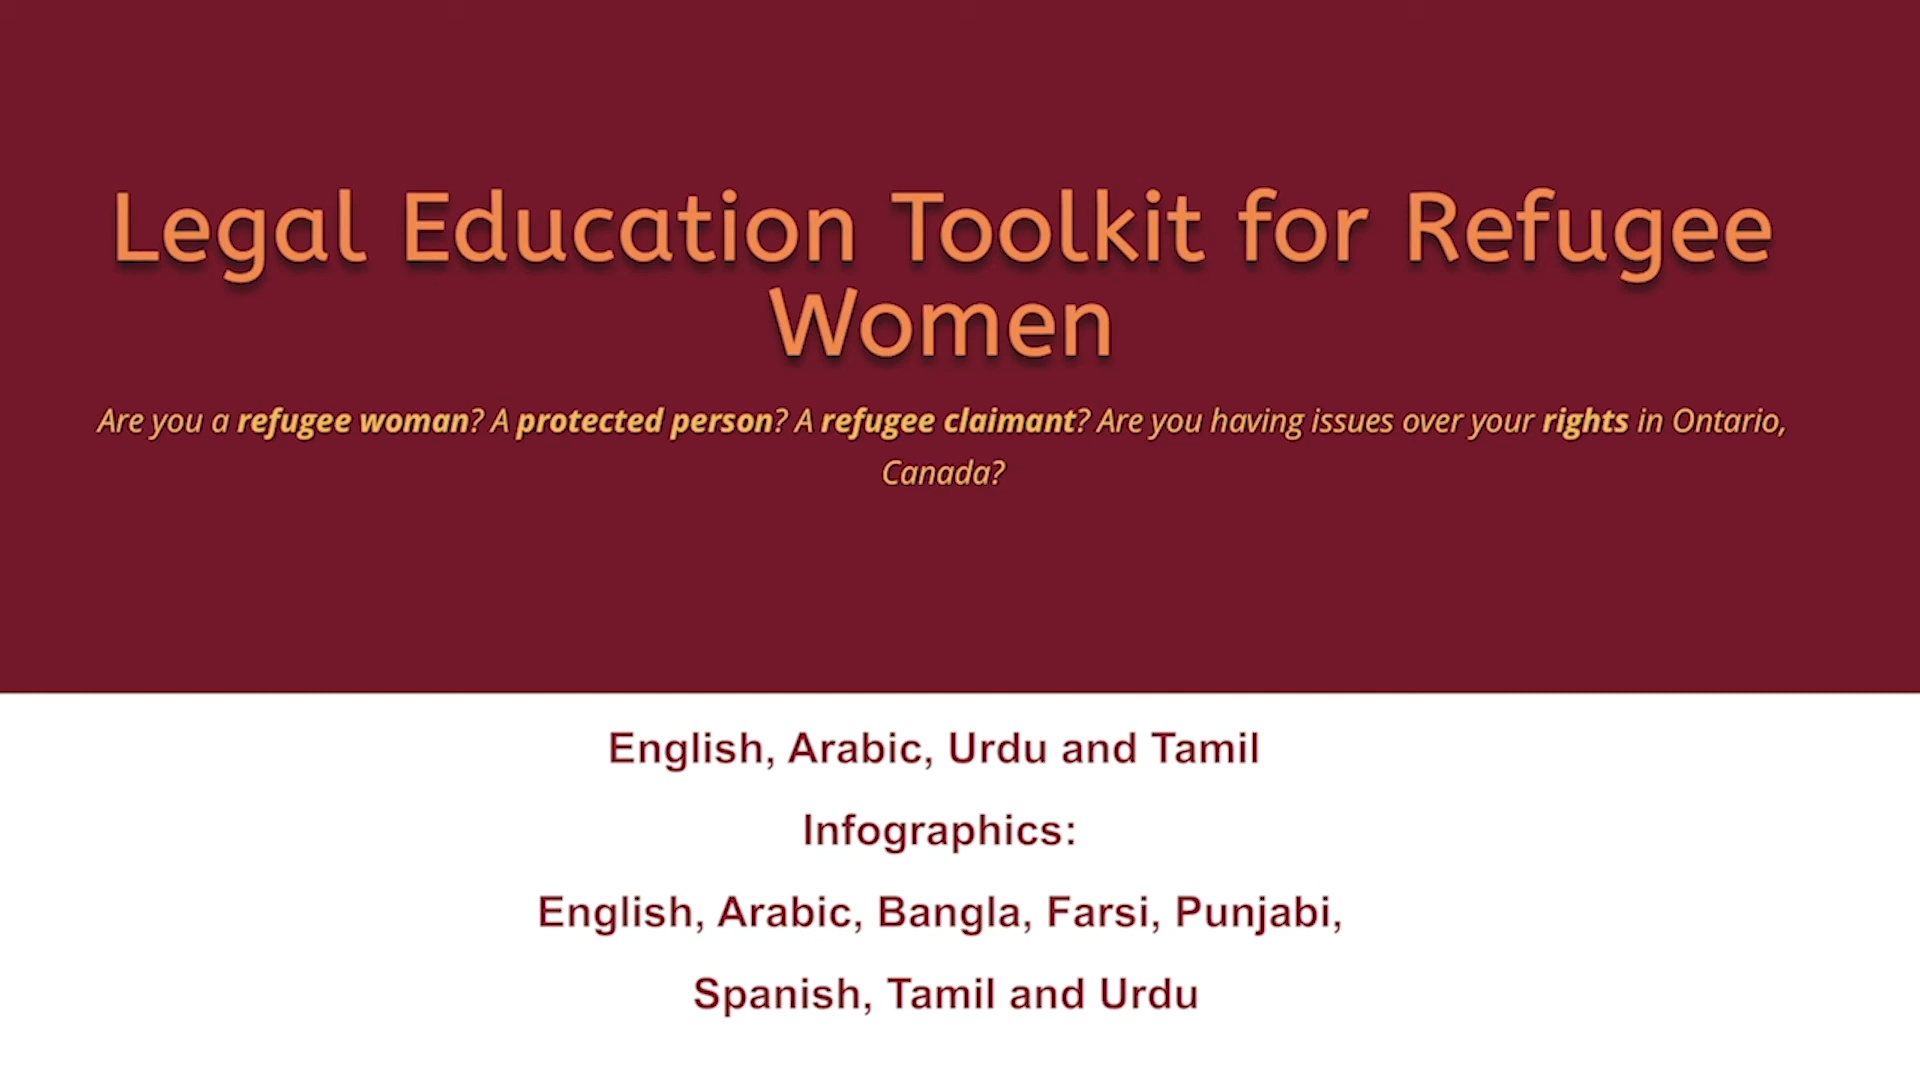 Legal Education Toolkit for Refugee
Women
Are you a refugee woman? A protected person? A refugee claimant? Are you having issues over your rights in Ontario,
Canada?
English, Arabic, Urdu and Tamil
Infographics:
English, Arabic, Bangla, Farsi, Punjabi,
Spanish, Tamil and Urdu